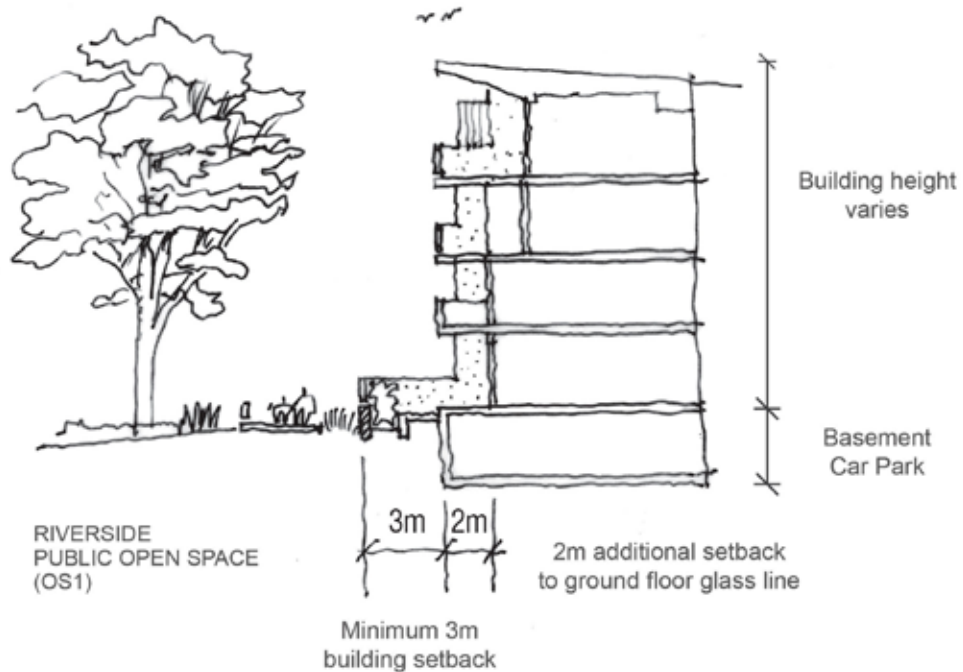 Building height
varies
Basement
Car Park
RIVERSIDE
PUBLIC OPEN SPACE
(OS1)
3m
2m
2m additional setback
to ground floor glass line
Minimum 3m
building setback